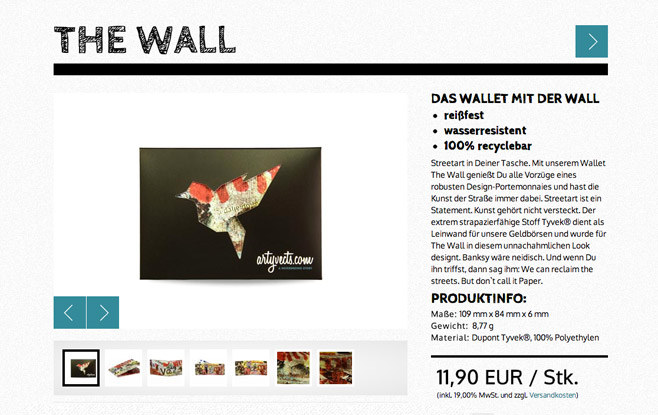 THE WALL
DAS WALLET MIT DER WALL
• reißfest
• wasserresistent
• 100% recyclebar
Streetart in Deiner Tasche. Mit unserem Wallet
The Wall genießt Du alle Vorzüge eines
robusten Design-Portemonnaies und hast die
Kunst der Straße immer dabei. Streetart ist ein
Statement. Kunst gehört nicht versteckt. Der
extrem strapazierfähige Stoff Tyvek® dient als
Leinwand für unsere Geldbörsen und wurde für
The Wall in diesem unnachahmlichen Look
designt. Banksy wäre neidisch. Und wenn Du
ihn triffst, dann sag ihm: We can reclaim the
streets. But don`t call it Paper.
artyvects.com
PRODUKTINFO:
Maße: 109 mm x 84 mm x 6 mm
Gewicht: 8,77 g
Material: Dupont Tyvek®, 100% Polyethylen
11,90 EUR / Stk.
(inkl. 19,00% MwSt. und zzgl. Versandkosten)